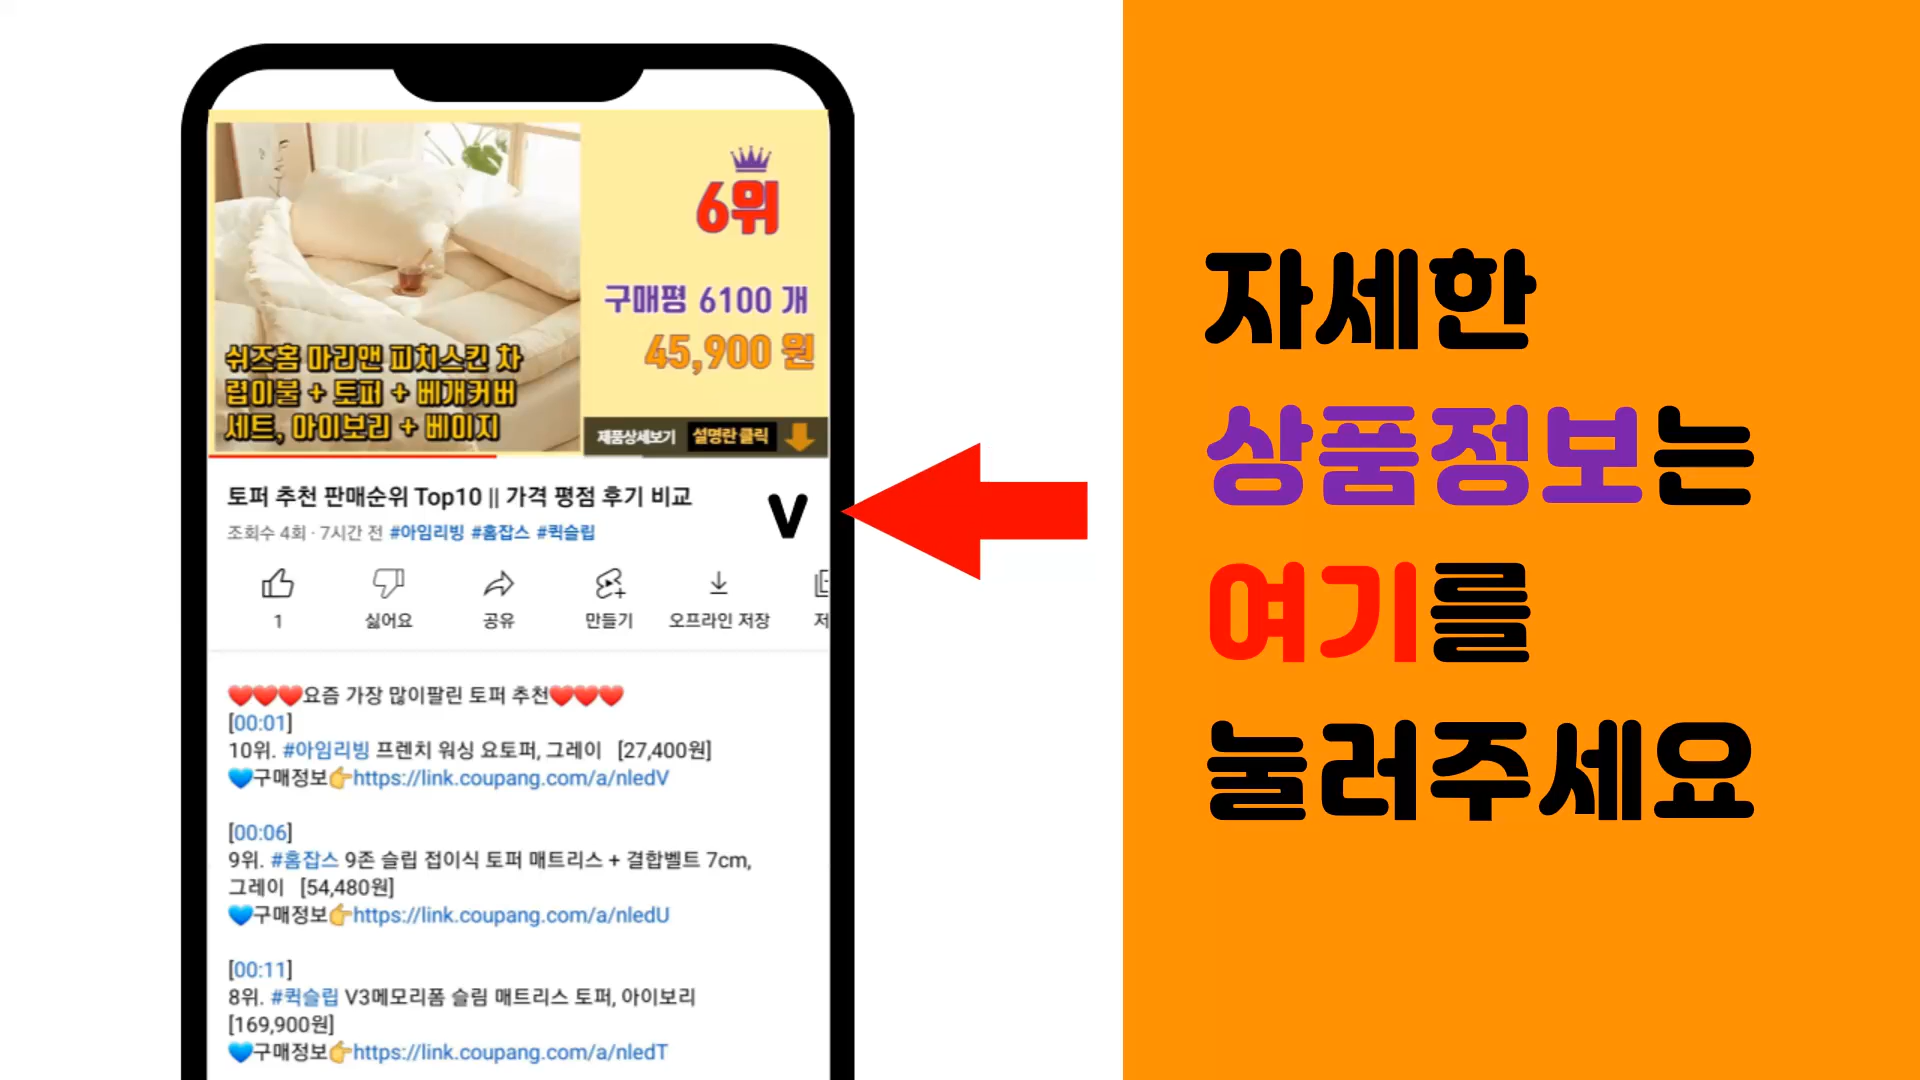 6위
구매평 6100 개
45,900 원
쉬즈홈 마리앤 피치스킨 차
렵이불 + 토퍼 + 베개커버
세트, 아이보리 + 베이지
제품상세보기 설명란 클릭
토퍼 추천 판매순위 Top10 || 가격 평점 후기 비교
V
조회수 4회 · 7시간 전 #아임리빙 #홈잡스 #퀵슬립
1 싫어요 공유 만들기 오프라인 저장 저
❤️❤️❤️요즘 가장 많이팔린 토퍼 추천❤️❤️❤️
[00:01]
10위. #아임리빙 프렌치 워싱 요토퍼, 그레이 [27,400원]
💙구매정보👉https://link.coupang.com/a/nledV
[00:06]
9위. #홈잡스 9존 슬립 접이식 토퍼 매트리스 + 결합벨트 7cm,
그레이 [54,480원]
💙구매정보👉https://link.coupang.com/a/nledU
[00:11]
8위. #퀵슬립 V3메모리폼 슬림 매트리스 토퍼, 아이보리
[169,900원]
💙구매정보👉https://link.coupang.com/a/nledT
자세한
상품정보는
여기를
눌러주세요